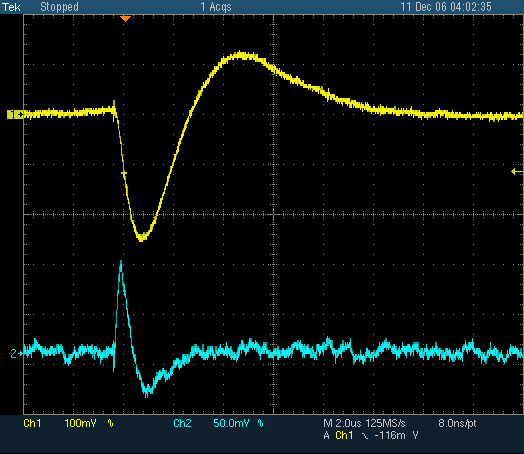 Tek Stopped 1 Acqs 11 Dec 06 04:02:35
1
2
Ch1 100mV % Ch2 50.0mV % M 2.0us 125MS/s 8.0ns/pt
A Ch1 -116m V